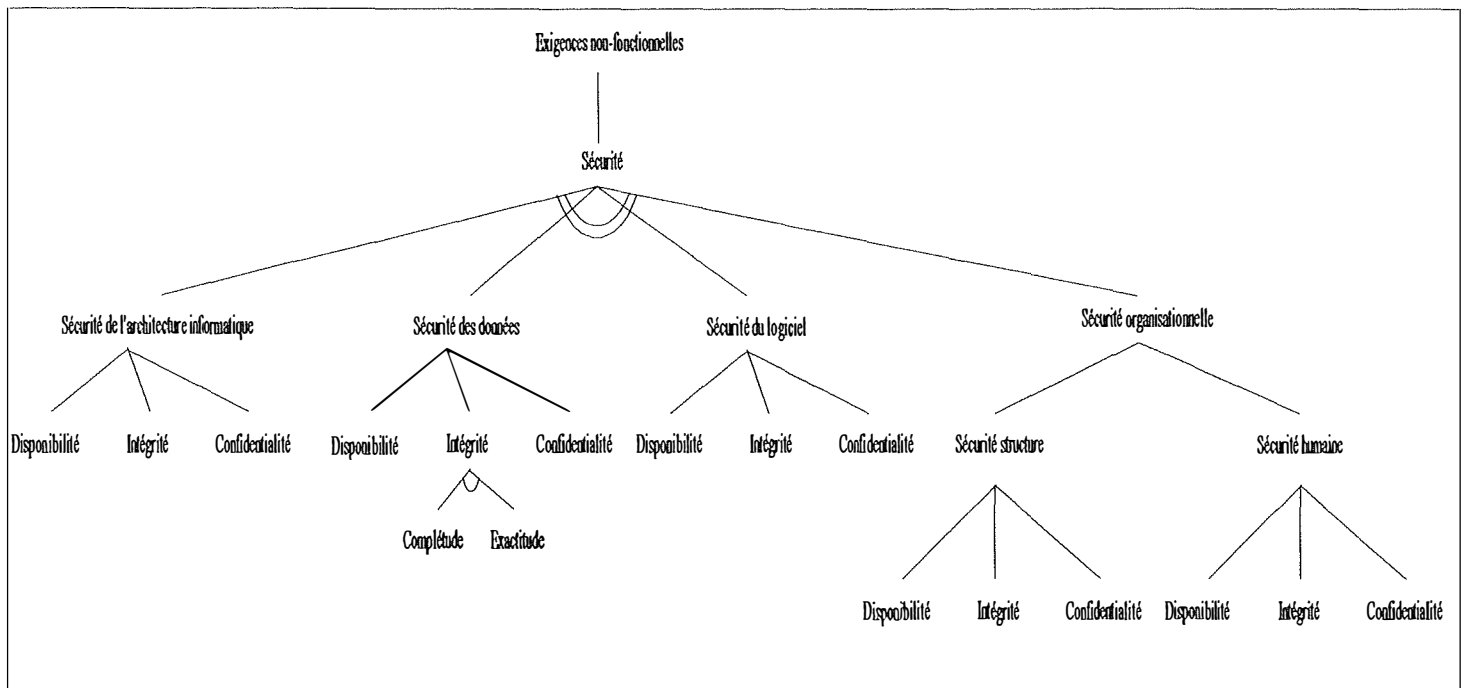 Exigences non-fonctionnelles
Sécurité
Sécurité de l'architecture informatique
Sécurité des données
Sécurité du logiciel
Sécurité organisationnelle
Disponibilité
Intégrité
Confidentialité
Disponibilité
Intégrité
Confidentialité
Disponibilité
Intégrité
Confidentialité
Sécurité structure
Sécurité humaine
Complétude
Exactitude
Disponibilité
Intégrité
Confidentialité
Disponibilité
Intégrité
Confidentialité